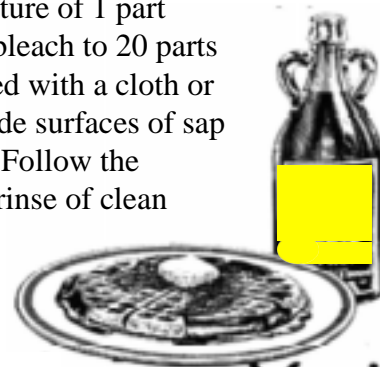 ture of 1 part
bleach to 20 parts
ed with a cloth or
de surfaces of sap
Follow the
rinse of clean